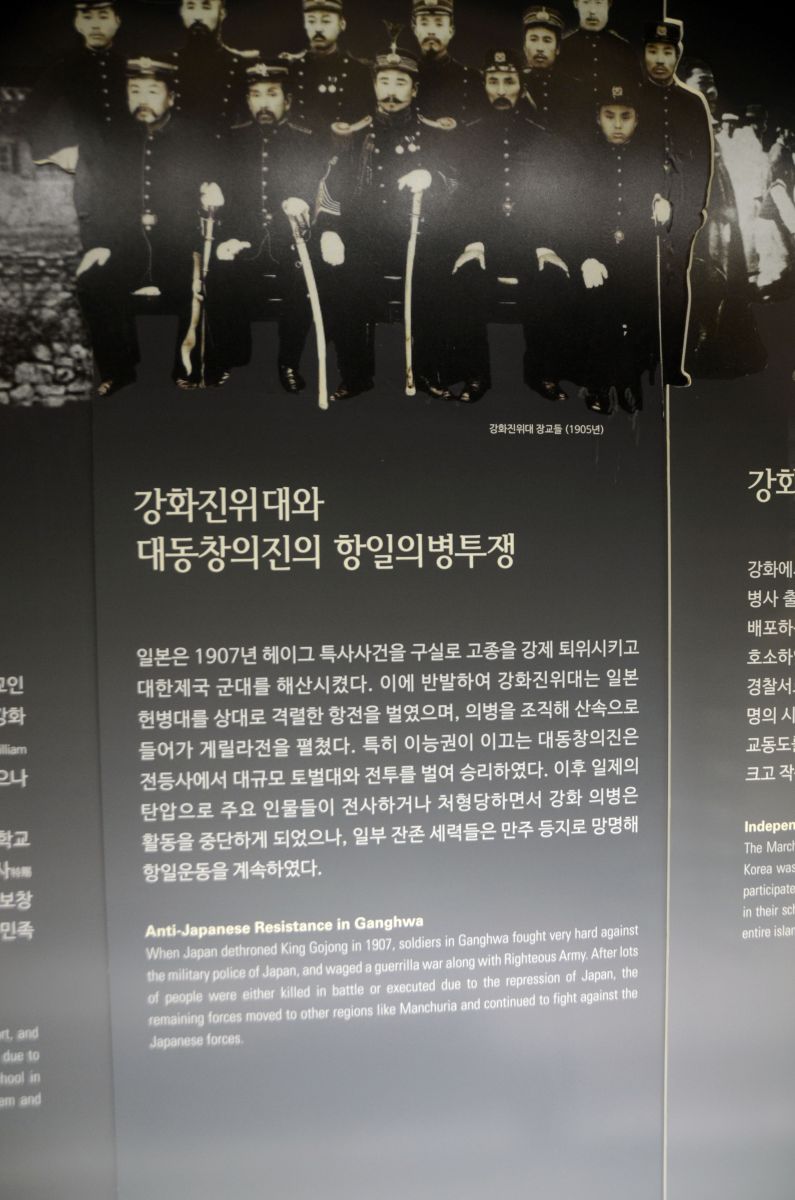 강화진위대 장교들 (1905년)
강화진위대와
대동창의진의 항일의병투쟁
일본은 1907년 헤이그 특사사건을 구실로 고종을 강제 퇴위시키고
대한제국 군대를 해산시켰다. 이에 반발하여 강화진위대는 일본
헌병대를 상대로 격렬한 항전을 벌였으며, 의병을 조직해 산속으로
들어가 게릴라전을 펼쳤다. 특히 이능권이 이끄는 대동창의진은
전등사에서 대규모 토벌대와 전투를 벌여 승리하였다. 이후 일제의
탄압으로 주요 인물들이 전사하거나 처형당하면서 강화 의병은
활동을 중단하게 되었으나, 일부 잔존 세력들은 만주 등지로 망명해
항일운동을 계속하였다.
Anti-Japanese Resistance in Ganghwa
When Japan dethroned King Gojong in 1907, soldiers in Ganghwa fought very hard against
the military police of Japan, and waged a guerrilla war along with Righteous Army. After lots
of people were either killed in battle or executed due to the repression of Japan, the
remaining forces moved to other regions like Manchuria and continued to fight against the
Japanese forces.
교인
강화
으나
학교
보창
민족
and
due to
in
and
강화에
병사
배포하
경찰서
명의 시
교동도
크고 작
The March
Korea was
participate
in their
entire